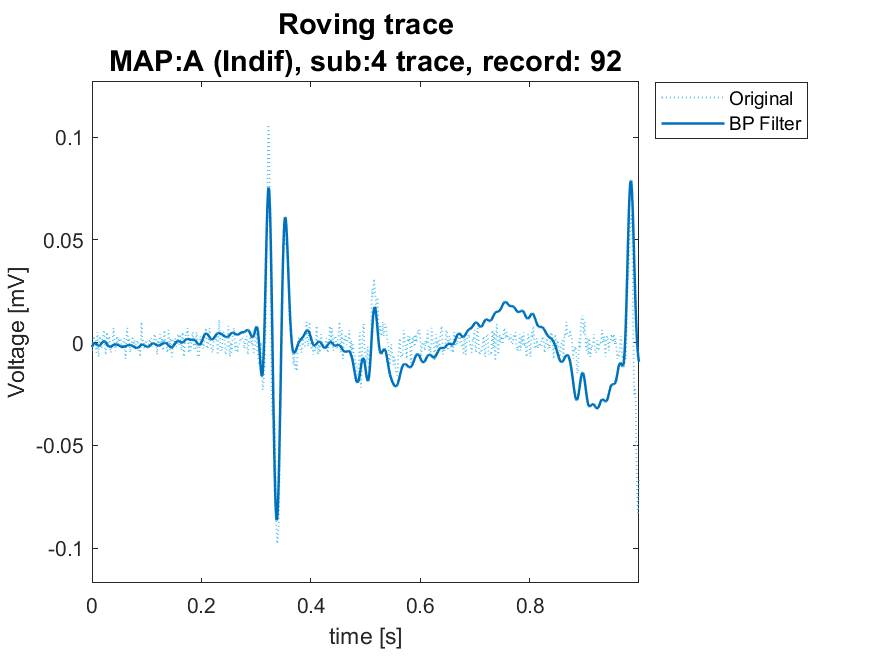 Roving trace
MAP:A (Indif), sub:4 trace, record: 92
Original
BP Filter
0.1
0.05
0
-0.05
-0.1
Voltage [mV]
0 0.2 0.4 0.6 0.8
time [s]